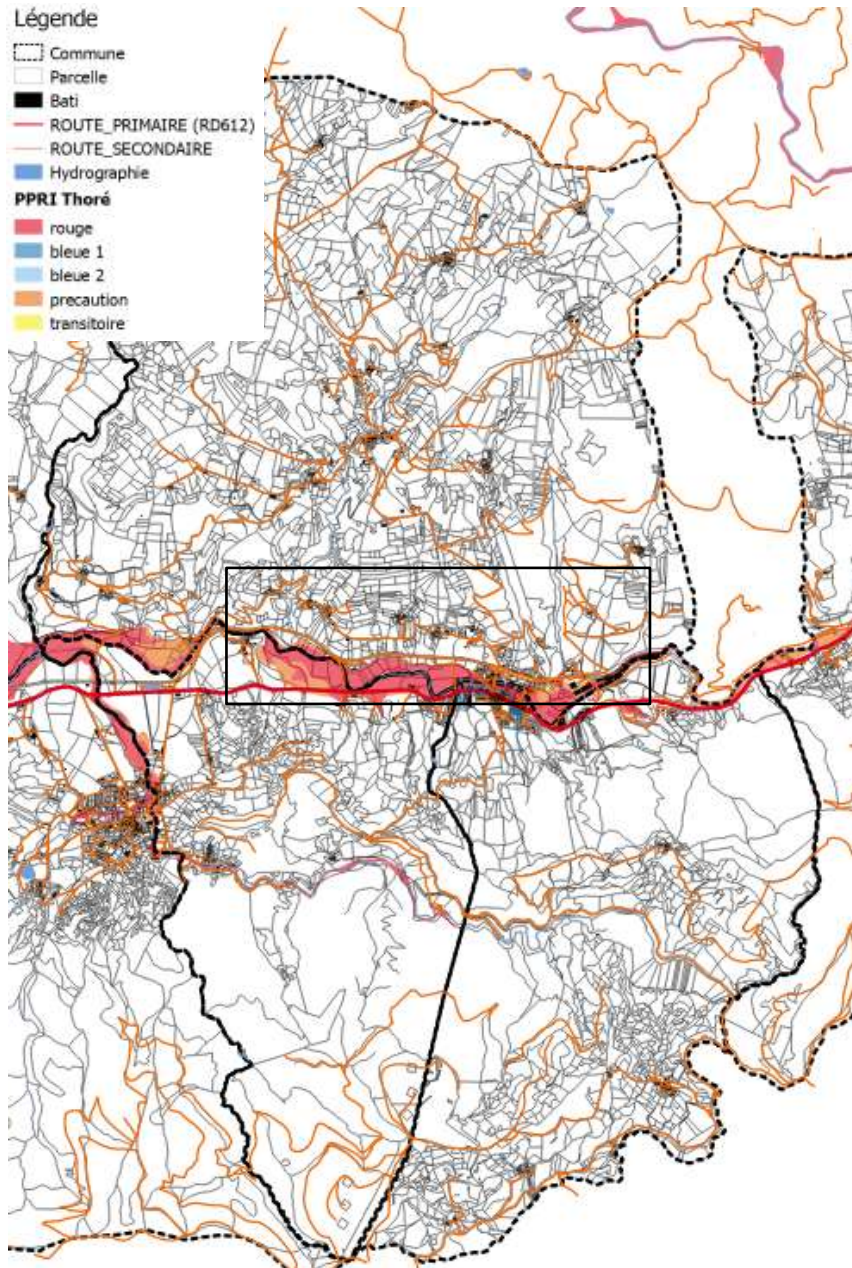 Légende
Commune
Parcelle
Bati
ROUTE_PRIMAIRE (RD612)
ROUTE_SECONDAIRE
Hydrographie
PPRI Thoré
rouge
bleue 1
bleue 2
precaution
transitoire